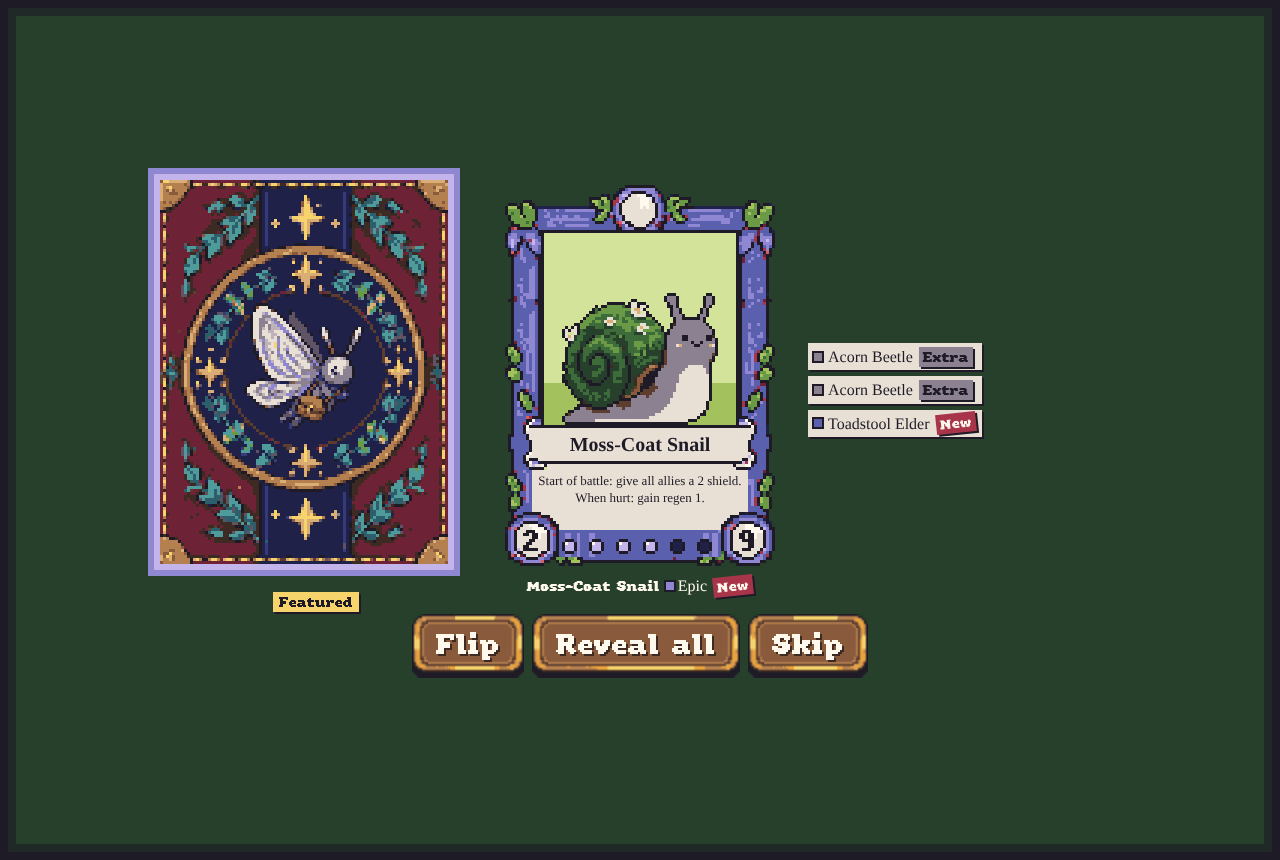 Acorn Beetle Extra
Acorn Beetle Extra
Toadstool Elder New
Moss-Coat Snail
Start of battle: give all allies a 2 shield.
When hurt: gain regen 1.
2
9
Moss-Coat Snail Epic New
Featured
Flip
Reveal all
Skip